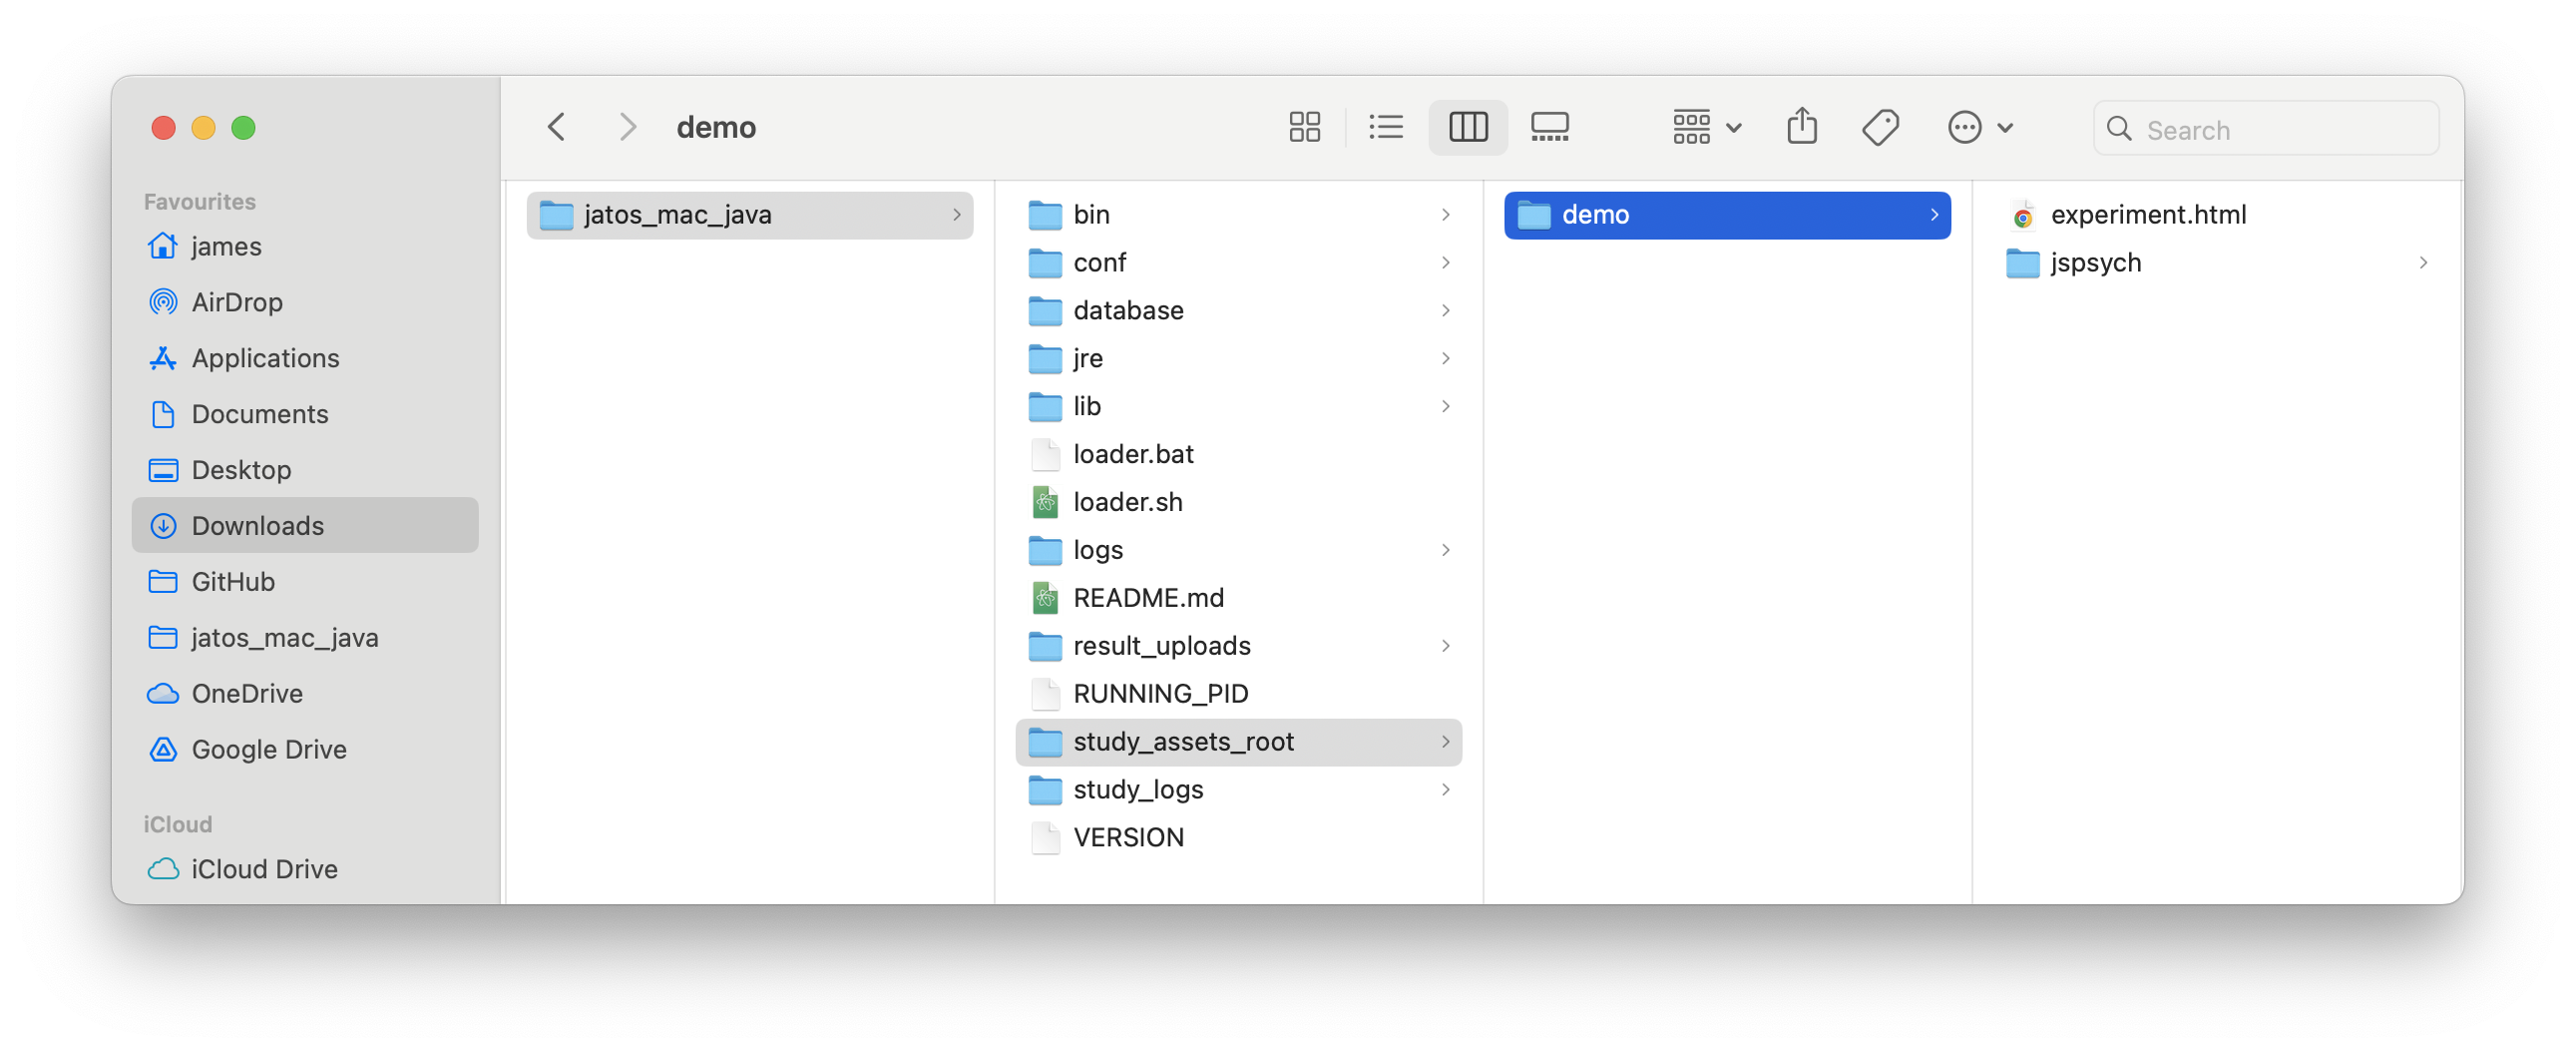 demo
Search
Favourites
james
AirDrop
Applications
Documents
Desktop
Downloads
GitHub
jatos_mac_java
OneDrive
Google Drive
iCloud
iCloud Drive
jatos_mac_java
bin
conf
database
jre
lib
loader.bat
loader.sh
logs
README.md
result_uploads
RUNNING_PID
study_assets_root
study_logs
VERSION
demo
experiment.html
jspsych